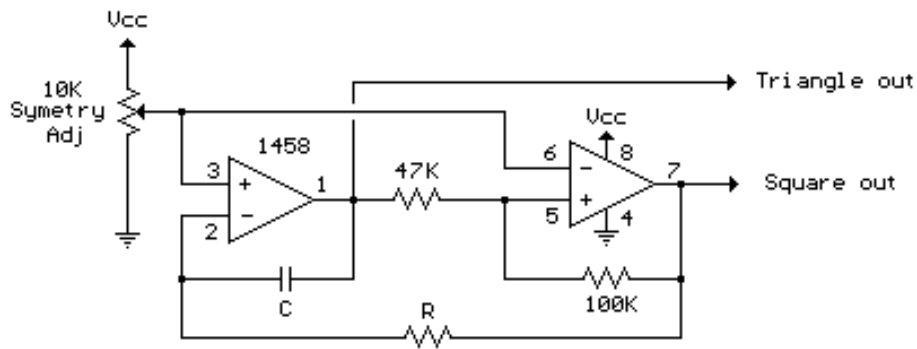 Vcc
10K
Symetry
Adj
1458
3
+
-
2
1
C
47K
R
Vcc
6
-
+
5
8
7
4
100K
Triangle out
Square out